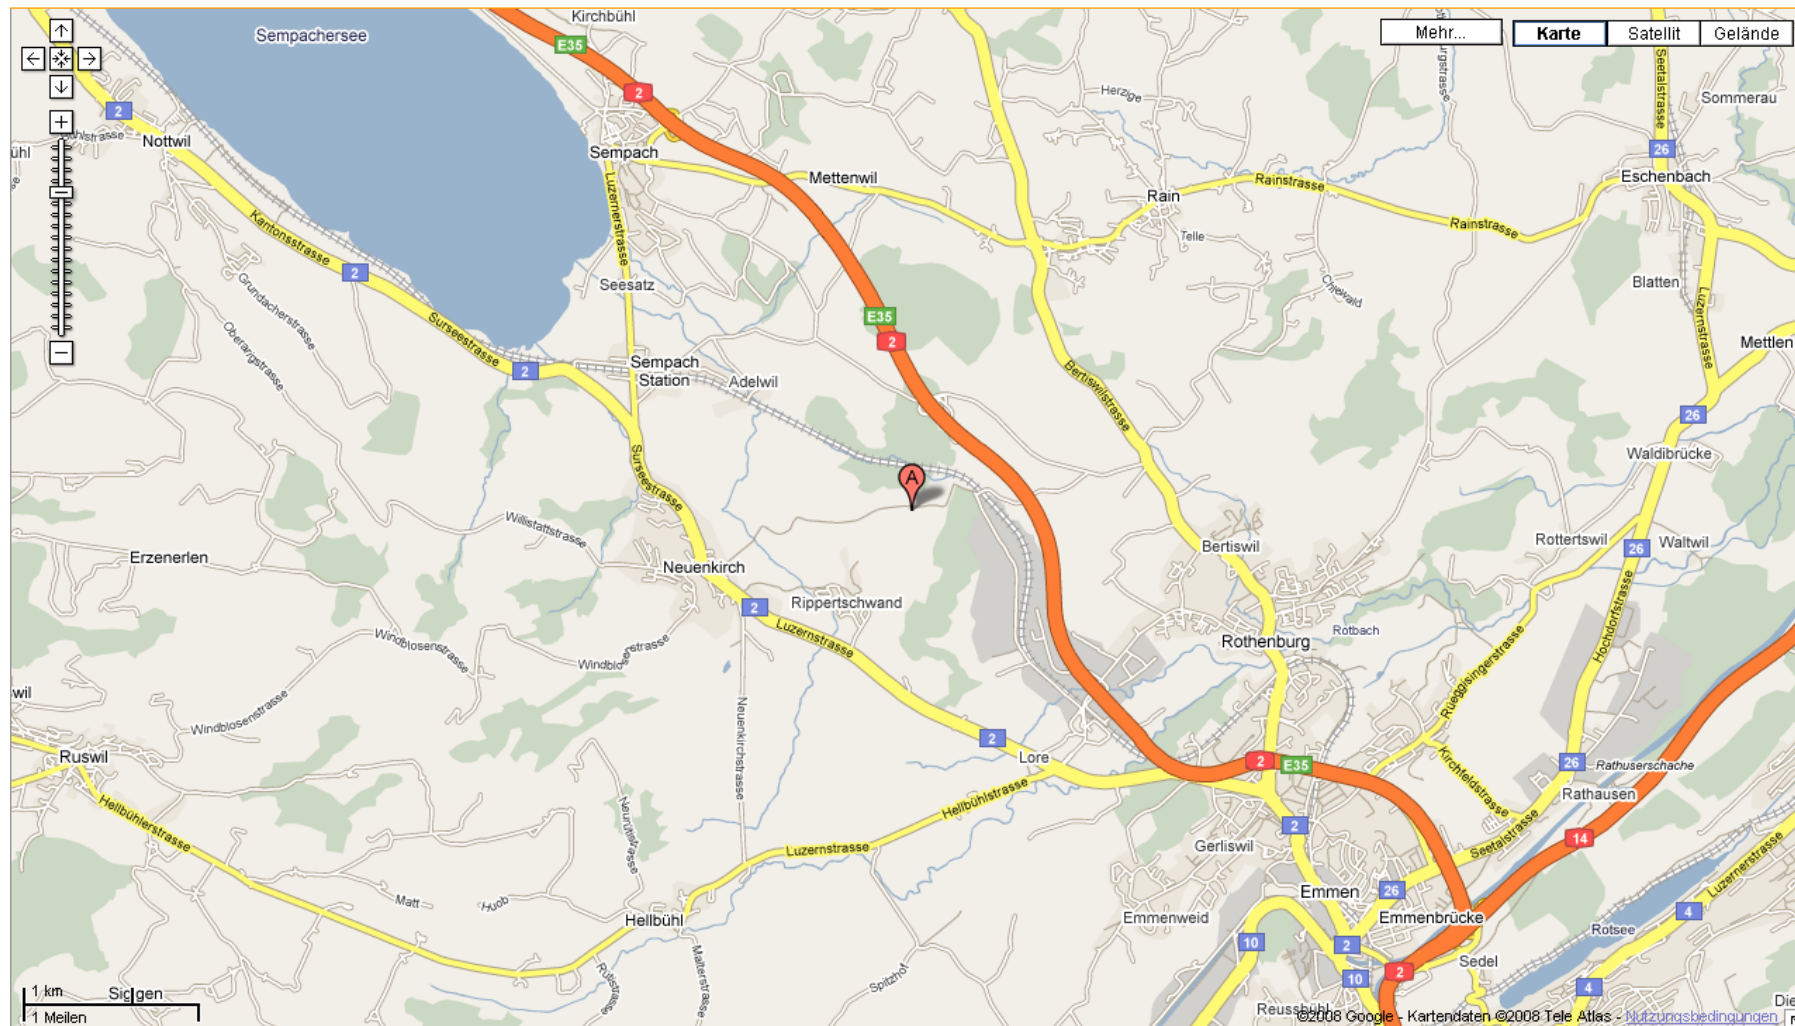 Kirchbühl
Sempachersee
E35
Mehr...
Karte
Satellit
Gelände
2
2
Herzige
Seetalstrasse
Sommerau
Nottwil
Sempach
26
Mettenwil
Rain
Rainstrasse
Eschenbach
Luzernerstrasse
Kantonsstrasse
Telle
Rainstrasse
2
Seesatz
Grundacherstrasse
Chielwald
Blatten
E35
2
Surseestrasse
Luzernstrasse
Mettlen
2
Sempach
Station
Adelwil
Bertiswilstrasse
26
Waldibrücke
A
Surseestrasse
Willistattstrasse
Erzenerlen
Neuenkirch
Bertiswil
Rottertswil
26
Waltwil
Rippertschwand
2
Luzernstrasse
Windblosenstrasse
Rothenburg
Rotbach
Hochdorfstrasse
Rüeggisingerstrasse
Windblosenstrasse
Neuenkirchstrasse
2
Lore
2
E35
26
Rathuserschache
Rathausen
Kirchfeldstrasse
Ruswil
Hellbühlerstrasse
Hellbühlstrasse
Luzernstrasse
2
Gerliswil
Seetalstrasse
14
Luzernerstrasse
Matt
Huob
Hellbühl
Emmen
26
Emmenweid
Emmenbrücke
4
Rotsee
10
2
2
Sedel
10
4
Malterstrasse
Spitzhof
Reussbühl
1 km
1 Meilen
©2008 Google - Kartendaten ©2008 Tele Atlas - Nutzungsbedingungen